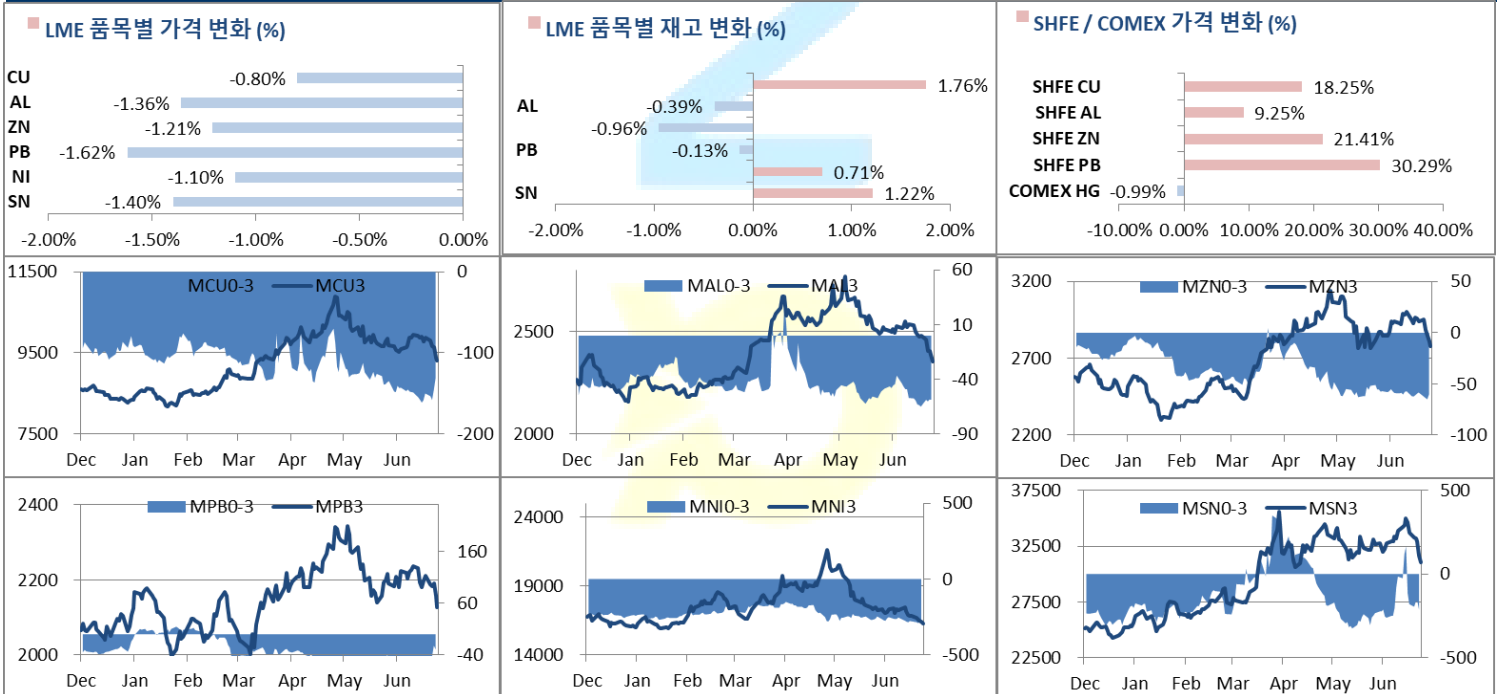 LME 품목별 가격 변화 (%)
CU
-0.80%
AL
-1.36%
ZN
-1.21%
PB
-1.62%
NI
-1.10%
SN
-1.40%
-2.00% -1.50% -1.00% -0.50% 0.00%
LME 품목별 재고 변화 (%)
1.76%
AL
-0.39%
-0.96%
PB
-0.13%
0.71%
SN
1.22%
-2.00% -1.00% 0.00% 1.00% 2.00%
SHFE / COMEX 가격 변화 (%)
SHFE CU
18.25%
SHFE AL
9.25%
SHFE ZN
21.41%
SHFE PB
30.29%
COMEX HG
-0.99%
-10.00% 0.00% 10.00% 20.00% 30.00% 40.00%
MCU0-3 MCU3
11500
9500
7500
0
-100
-200
Dec Jan Feb Mar Apr May Jun
MAL0-3 MAL3
2500
2000
60
10
-40
-90
Dec Jan Feb Mar Apr May Jun
MZN0-3 MZN3
3200
2700
2200
50
0
-50
-100
Dec Jan Feb Mar Apr May Jun
MPB0-3 MPB3
2400
2200
2000
160
60
-40
Dec Jan Feb Mar Apr May Jun
MNI0-3 MNI3
24000
19000
14000
500
0
-500
Dec Jan Feb Mar Apr May Jun
MSN0-3 MSN3
37500
32500
27500
22500
500
0
-500
Dec Jan Feb Mar Apr May Jun